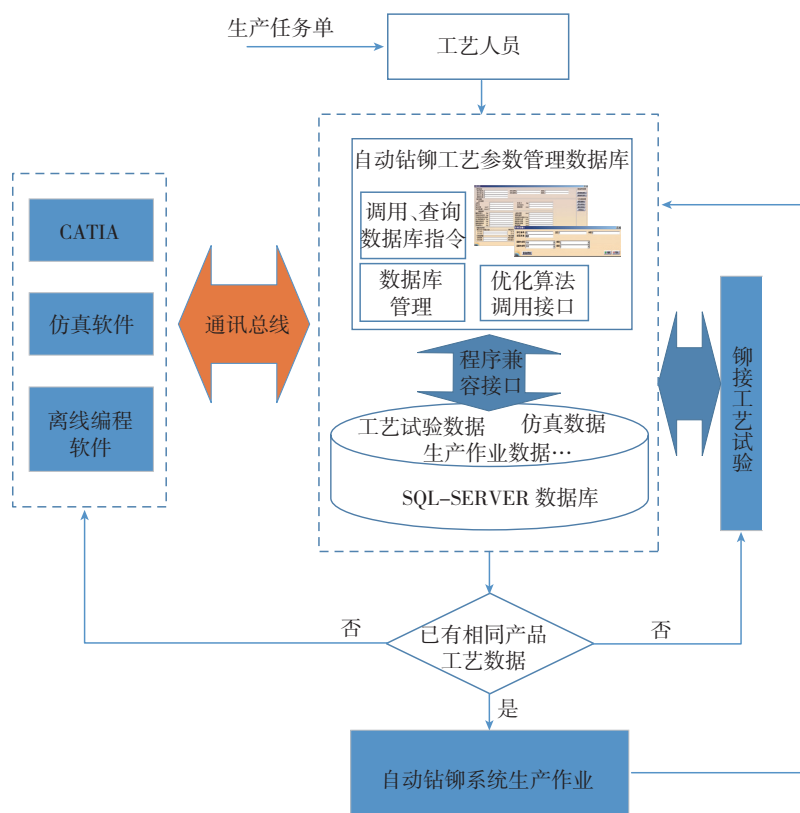 生产任务单
工艺人员
自动钻铆工艺参数管理数据库
调用、查询
数据库指令
数据库
管理
优化算法
调用接口
CATIA
仿真软件
离线编程
软件
通讯总线
程序兼
容接口
工艺试验数据
仿真数据
生产作业数据…
SQL-SERVER 数据库
铆接工艺试验
否
已有相同产品
工艺数据
否
是
自动钻铆系统生产作业